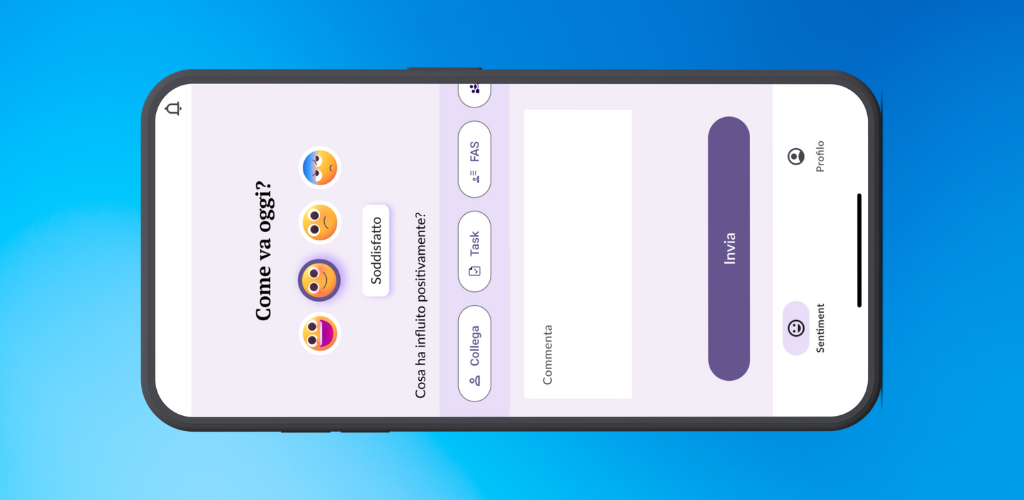 Come va oggi?
Soddisfatto
Cosa ha influito positivamente?
Collega
Task
FAS
Commenta
Invia
Sentiment
Profilo